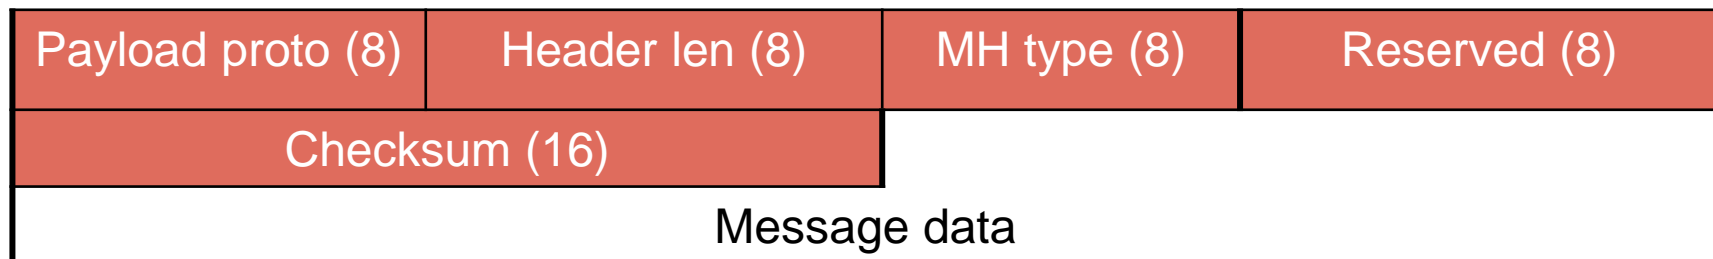 Payload proto (8) Header len (8) MH type (8) Reserved (8)
Checksum (16)
Message data